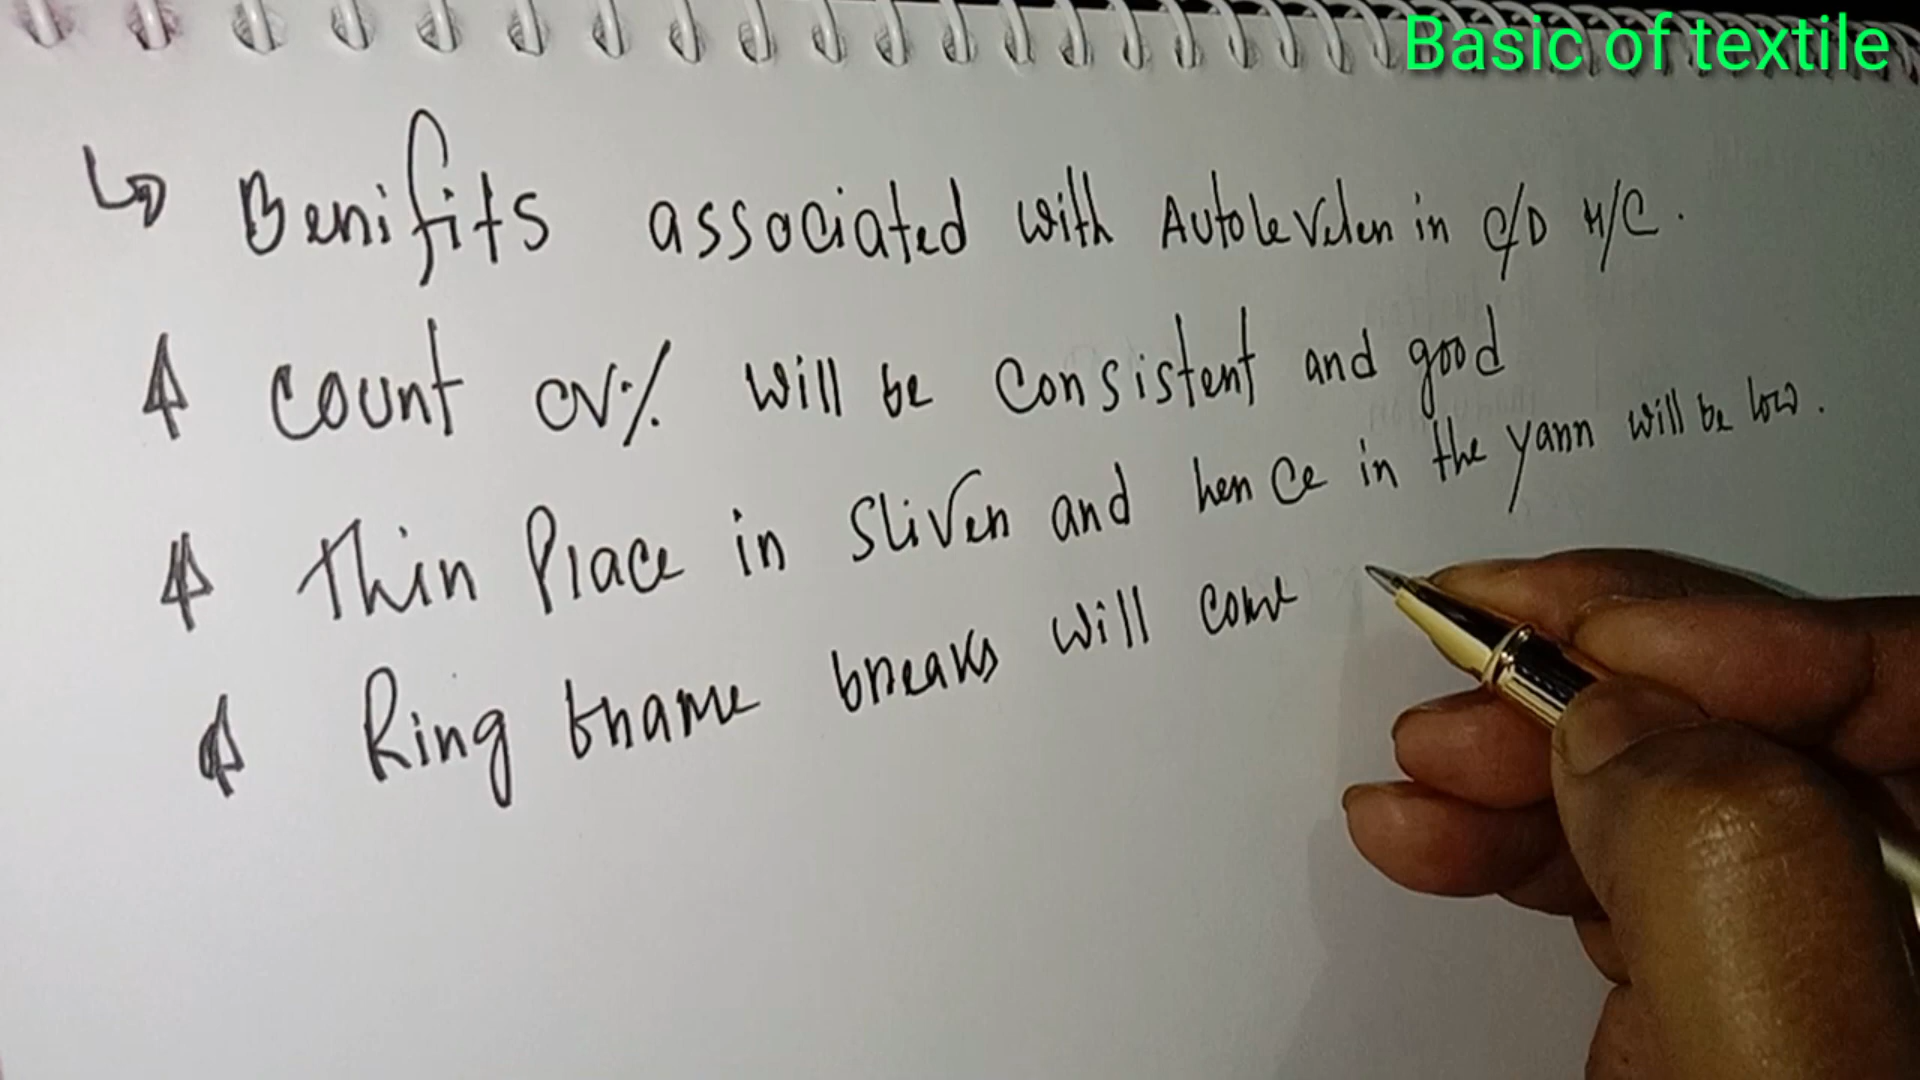 Basic of textile
↳ Benifits associated with Autoleveler in C/D M/C.
Count CV% will be Consistent and good
Thin Place in Sliver and hence in the yarn will be low.
Ring frame breaks will come